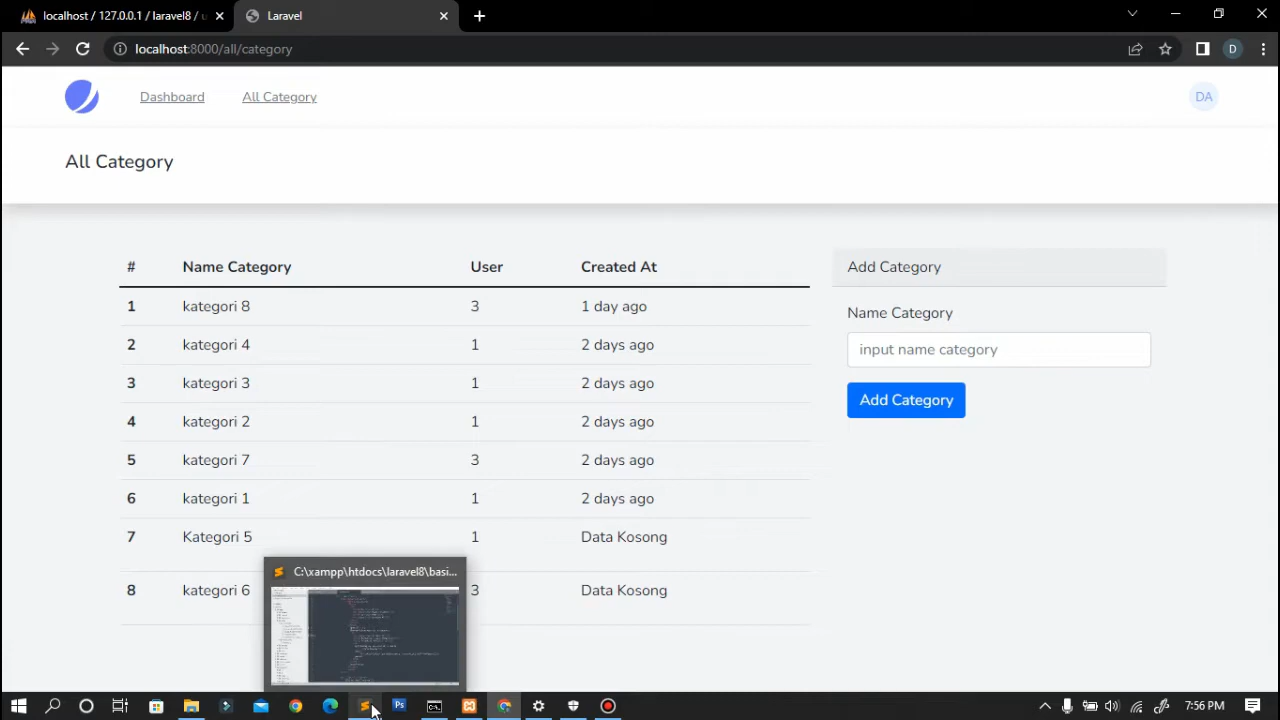 localhost / 127.0.0.1 / laravel8 / u
Laravel
localhost:8000/all/category
D
Dashboard
All Category
DA
All Category
# Name Category User Created At
1 kategori 8 3 1 day ago
2 kategori 4 1 2 days ago
3 kategori 3 1 2 days ago
4 kategori 2 1 2 days ago
5 kategori 7 3 2 days ago
6 kategori 1 1 2 days ago
7 Kategori 5 1 Data Kosong
8 kategori 6 3 Data Kosong
Add Category
Name Category
input name category
Add Category
C:\xampp\htdocs\laravel8\basi...
Ps
7:56 PM